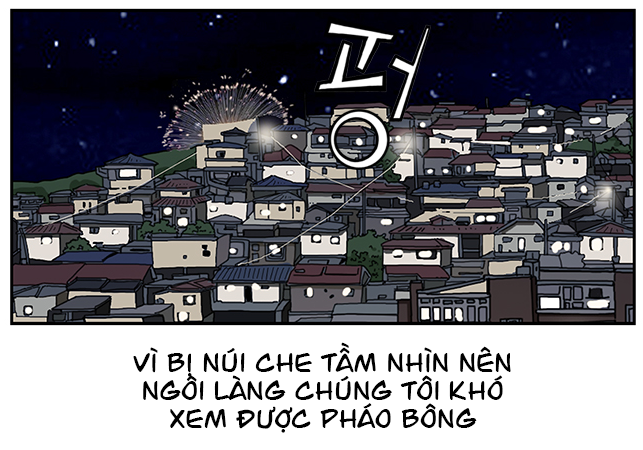 펑
VÌ BỊ NÚI CHE TẦM NHÌN NÊN
NGÔI LÀNG CHÚNG TÔI KHÓ
XEM ĐƯỢC PHÁO BÔNG